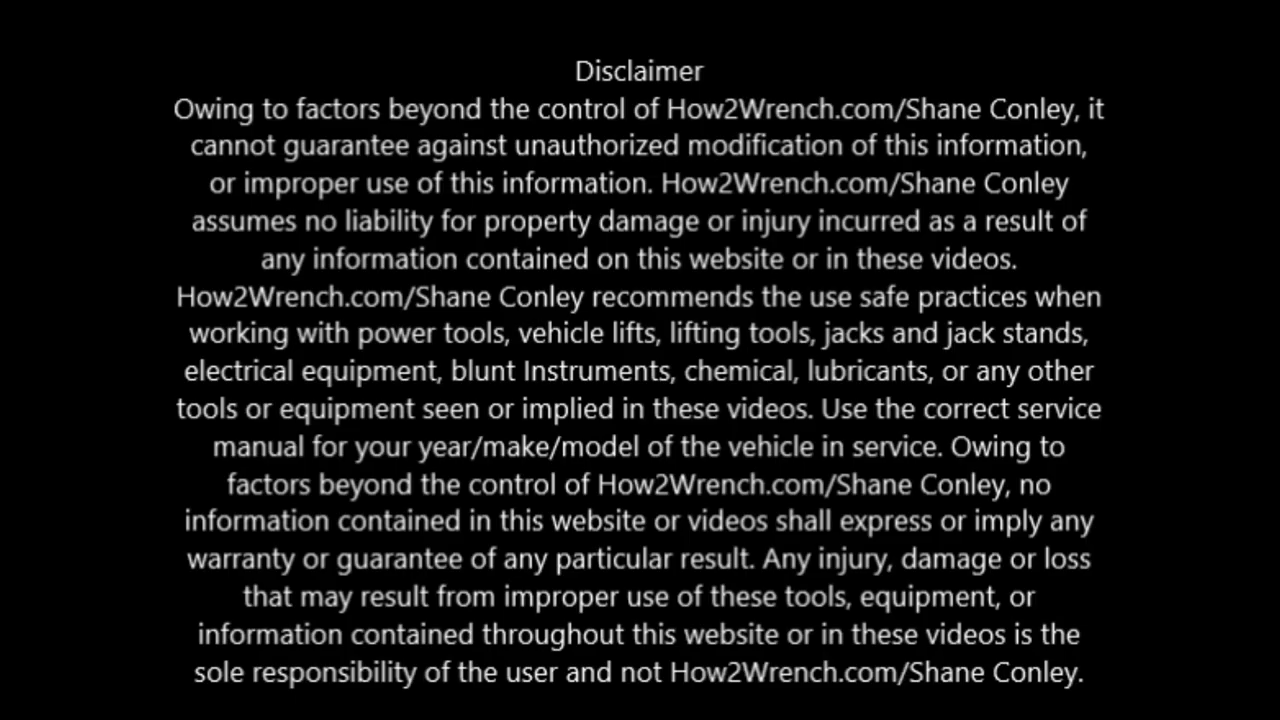 Disclaimer
Owing to factors beyond the control of How2Wrench.com/Shane Conley, it
cannot guarantee against unauthorized modification of this information,
or improper use of this information. How2Wrench.com/Shane Conley
assumes no liability for property damage or injury incurred as a result of
any information contained on this website or in these videos.
How2Wrench.com/Shane Conley recommends the use safe practices when
working with power tools, vehicle lifts, lifting tools, jacks and jack stands,
electrical equipment, blunt Instruments, chemical, lubricants, or any other
tools or equipment seen or implied in these videos. Use the correct service
manual for your year/make/model of the vehicle in service. Owing to
factors beyond the control of How2Wrench.com/Shane Conley, no
information contained in this website or videos shall express or imply any
warranty or guarantee of any particular result. Any injury, damage or loss
that may result from improper use of these tools, equipment, or
information contained throughout this website or in these videos is the
sole responsibility of the user and not How2Wrench.com/Shane Conley.